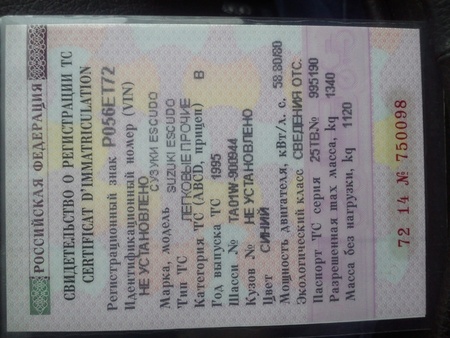 РОССИЙСКАЯ ФЕДЕРАЦИЯ
СВИДЕТЕЛЬСТВО О РЕГИСТРАЦИИ ТС
CERTIFICAT D'IMMATRICULATION
Регистрационный знак Р056ЕТ72
Идентификационный номер (VIN)
НЕ УСТАНОВЛЕНО
СУЗУКИ ESCUDO
Марка, модель
SUZUKI ESCUDO
Тип ТС ЛЕГКОВЫЕ ПРОЧИЕ
Категория ТС (ABCD, прицеп) B
Год выпуска ТС 1995
Шасси № TA01W-900944
Кузов № НЕ УСТАНОВЛЕНО
Цвет СИНИЙ
Мощность двигателя, кВт/л. с. 58.80/80
Экологический класс СВЕДЕНИЯ ОТС.
Паспорт ТС серия 25ТВ № 995190
Разрешенная max масса, kg 1340
Масса без нагрузки, kg 1120
72 14 № 750098